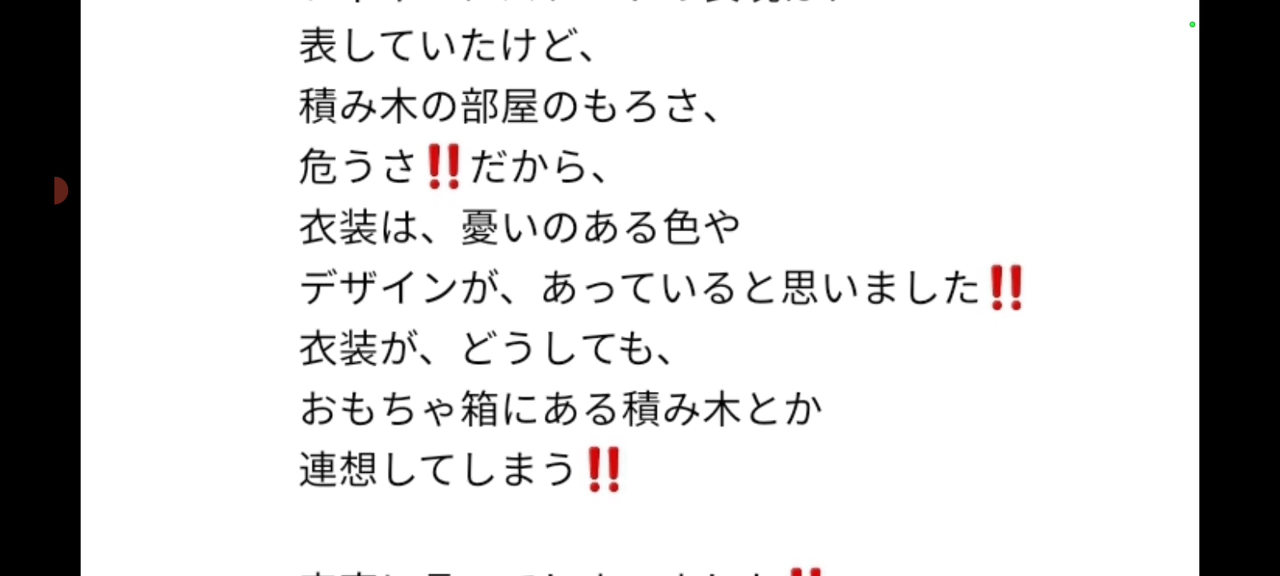 表していたけど、
積み木の部屋のもろさ、
危うさ‼️だから、
衣装は、憂いのある色や
デザインが、あっていると思いました‼️
衣装が、どうしても、
おもちゃ箱にある積み木とか
連想してしまう‼️